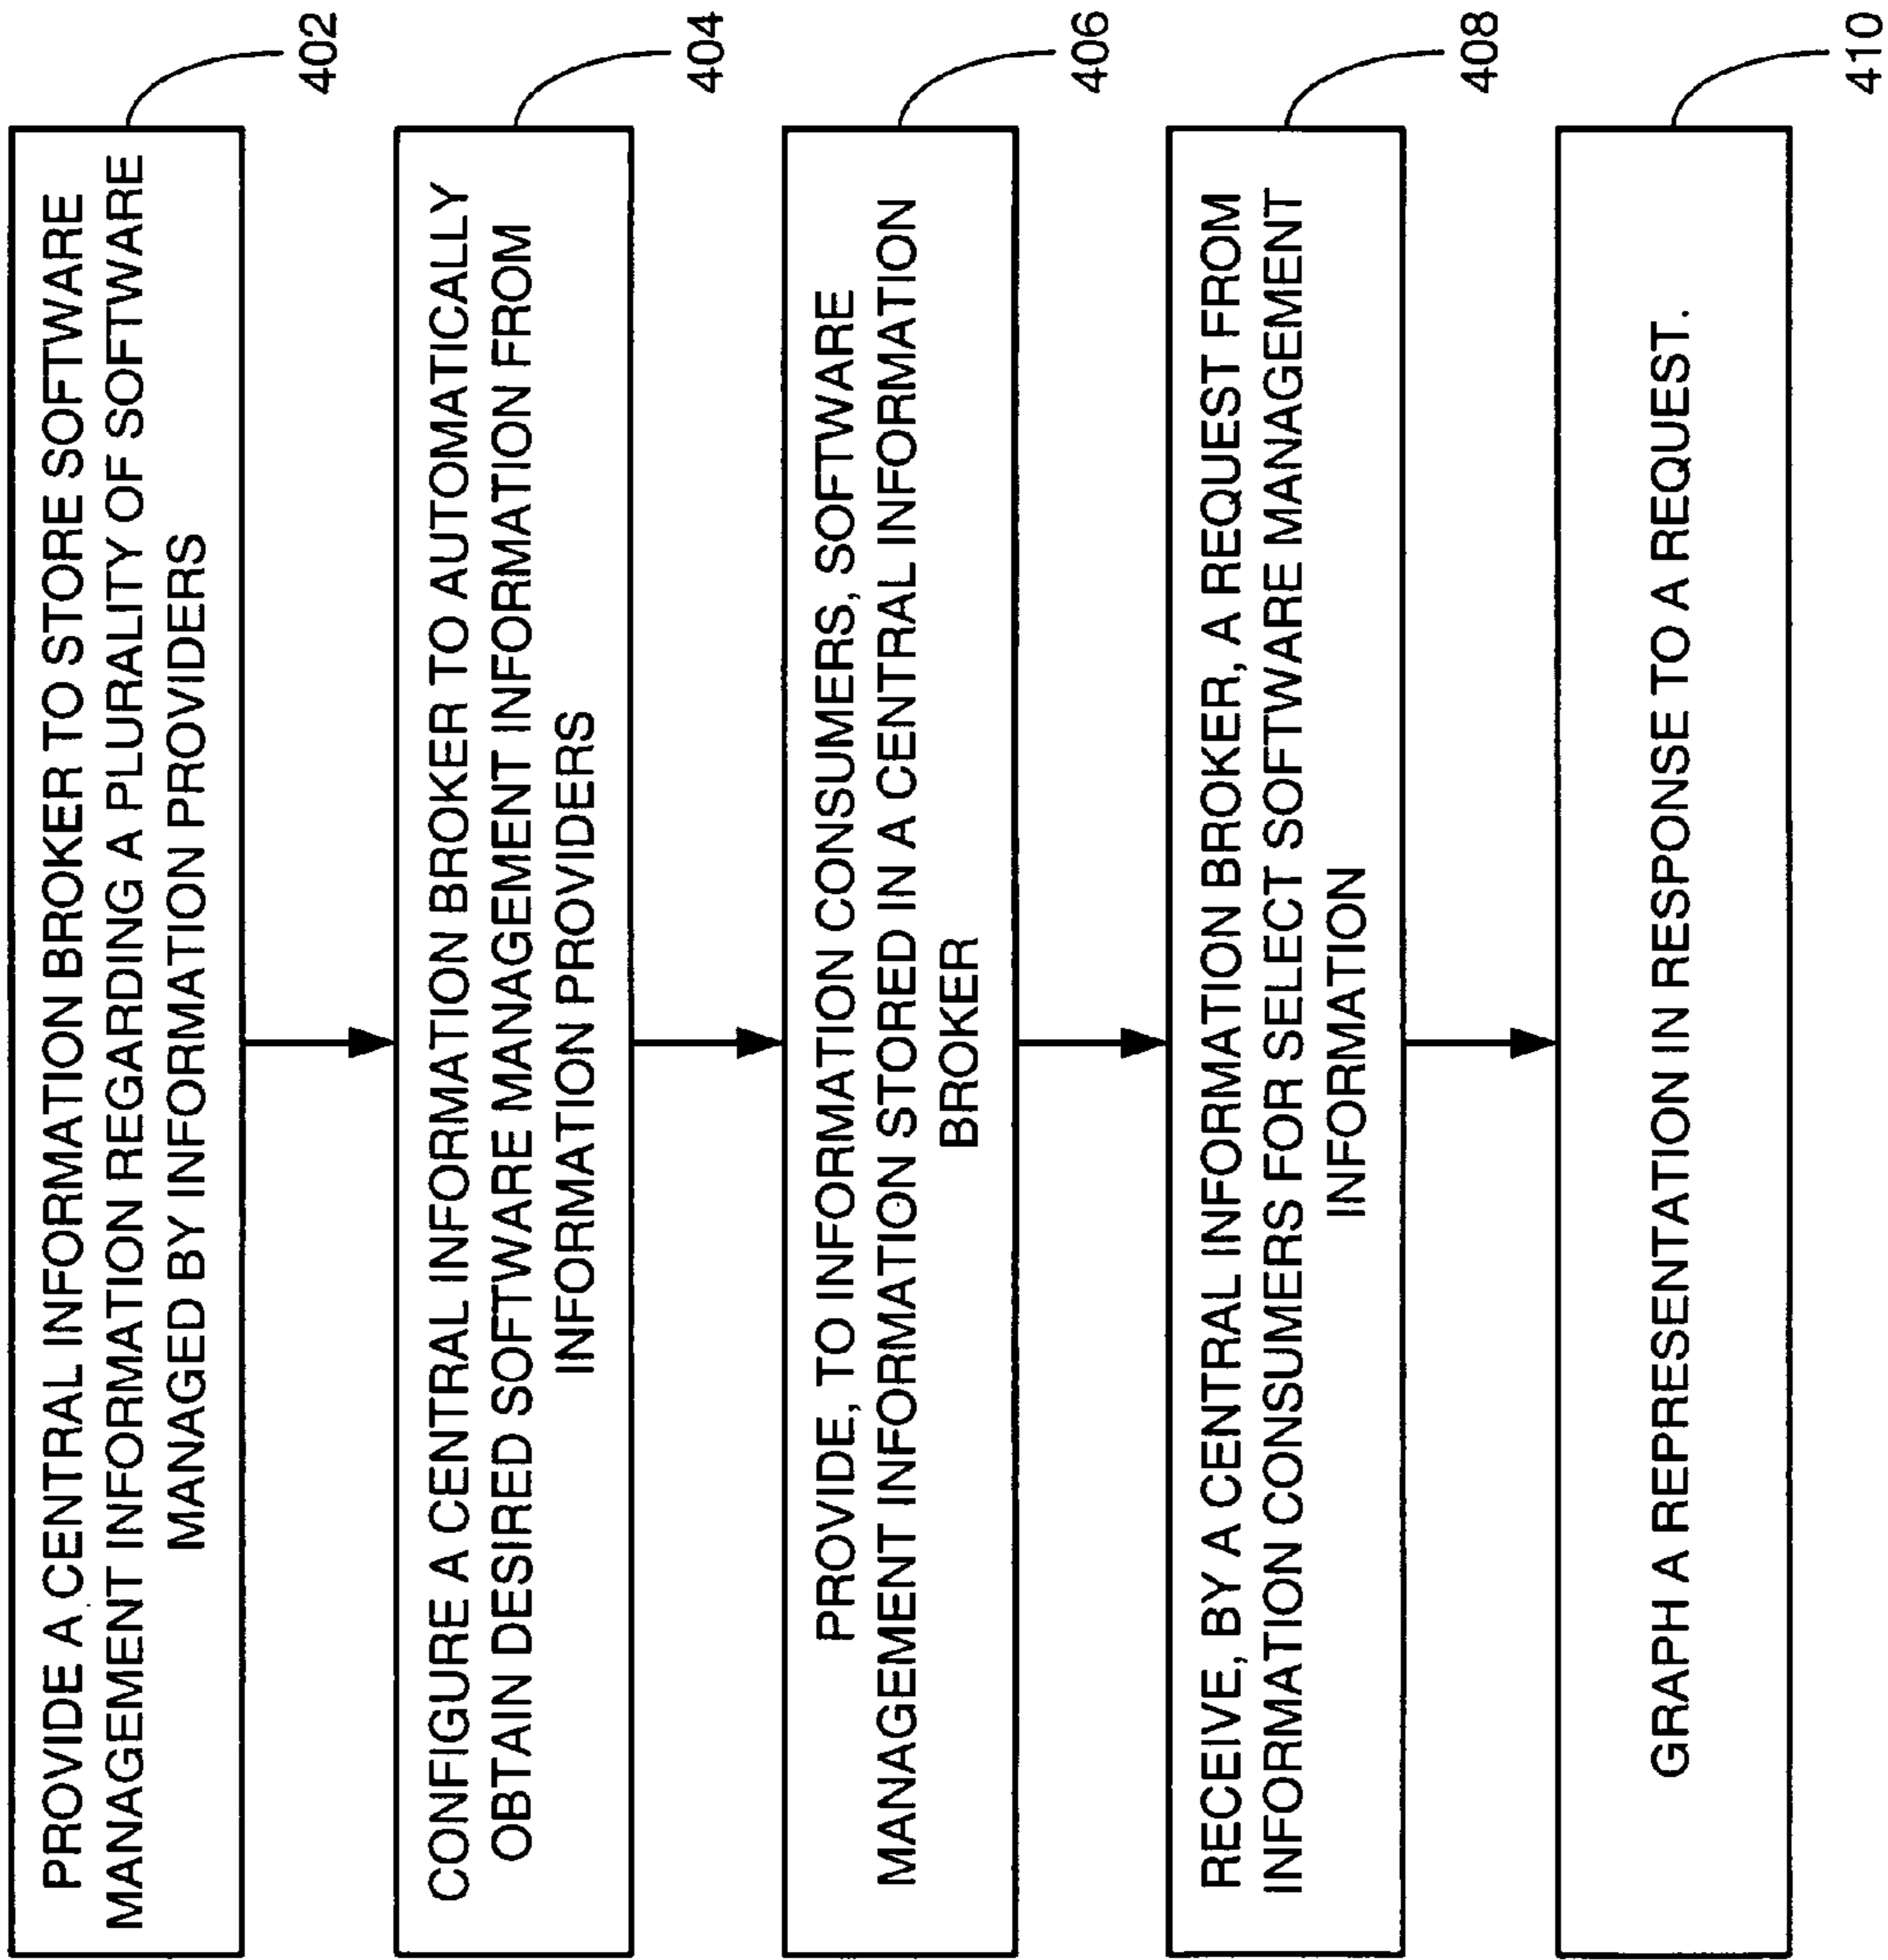 PROVIDE A CENTRAL INFORMATION BROKER TO STORE SOFTWARE
MANAGEMENT INFORMATION REGARDING A PLURALITY OF SOFTWARE
MANAGED BY INFORMATION PROVIDERS
402
CONFIGURE A CENTRAL INFORMATION BROKER TO AUTOMATICALLY
OBTAIN DESIRED SOFTWARE MANAGEMENT INFORMATION FROM
INFORMATION PROVIDERS
404
PROVIDE, TO INFORMATION CONSUMERS, SOFTWARE
MANAGEMENT INFORMATION STORED IN A CENTRAL INFORMATION
BROKER
406
RECEIVE, BY A CENTRAL INFORMATION BROKER, A REQUEST FROM
INFORMATION CONSUMERS FOR SELECT SOFTWARE MANAGEMENT
INFORMATION
408
GRAPH A REPRESENTATION IN RESPONSE TO A REQUEST.
410